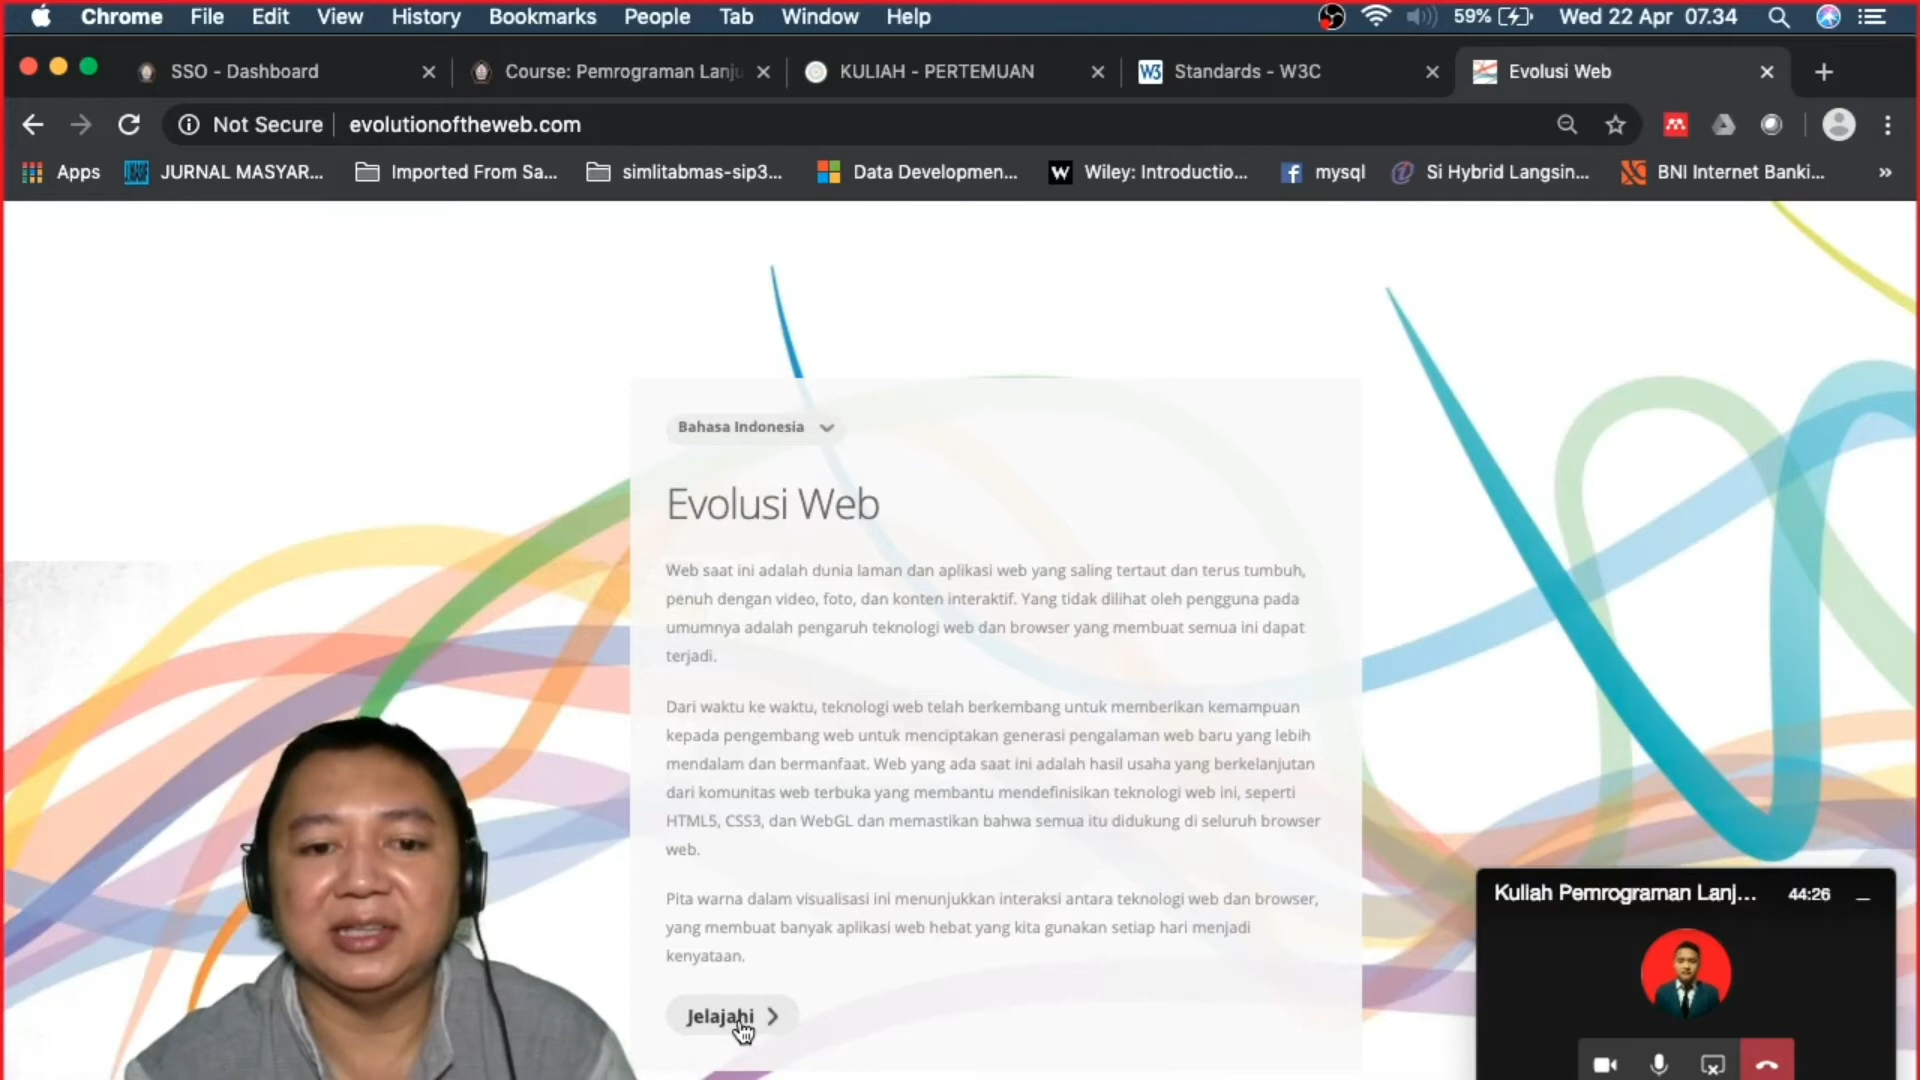 Chrome File Edit View History Bookmarks People Tab Window Help 59% Wed 22 Apr 07.34
SSO - Dashboard Course: Pemrograman Lanju KULIAH - PERTEMUAN W3 Standards - W3C Evolusi Web
Not Secure evolutionoftheweb.com
Apps JURNAL MASYAR... Imported From Sa... simlitabmas-sip3... Data Developmen... W Wiley: Introductio... mysql Si Hybrid Langsin... BNI Internet Banki... »
Bahasa Indonesia
Evolusi Web
Web saat ini adalah dunia laman dan aplikasi web yang saling tertaut dan terus tumbuh,
penuh dengan video, foto, dan konten interaktif. Yang tidak dilihat oleh pengguna pada
umumnya adalah pengaruh teknologi web dan browser yang membuat semua ini dapat
terjadi.
Dari waktu ke waktu, teknologi web telah berkembang untuk memberikan kemampuan
kepada pengembang web untuk menciptakan generasi pengalaman web baru yang lebih
mendalam dan bermanfaat. Web yang ada saat ini adalah hasil usaha yang berkelanjutan
dari komunitas web terbuka yang membantu mendefinisikan teknologi web ini, seperti
HTML5, CSS3, dan WebGL dan memastikan bahwa semua itu didukung di seluruh browser
web.
Pita warna dalam visualisasi ini menunjukkan interaksi antara teknologi web dan browser,
yang membuat banyak aplikasi web hebat yang kita gunakan setiap hari menjadi
kenyataan.
Jelajahi
Kuliah Pemrograman Lanj... 44:26